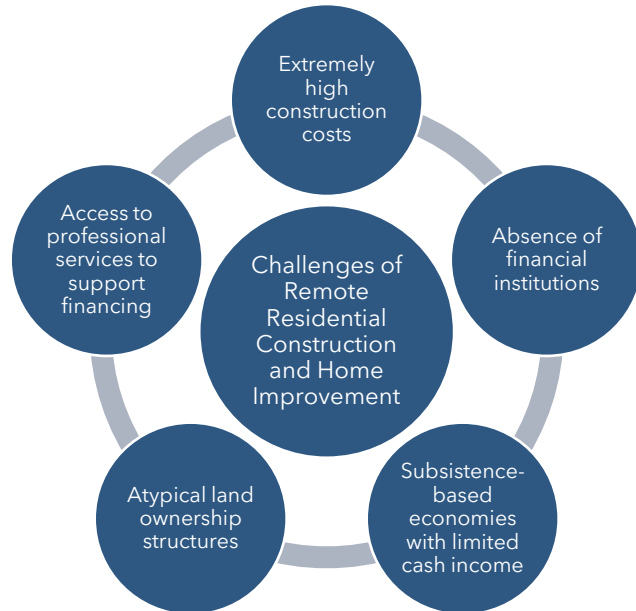 Extremely
high
construction
costs
Absence of
financial
institutions
Subsistence-
based
economies
with limited
cash income
Atypical land
ownership
structures
Access to
professional
services to
support
financing
Challenges of
Remote
Residential
Construction
and Home
Improvement